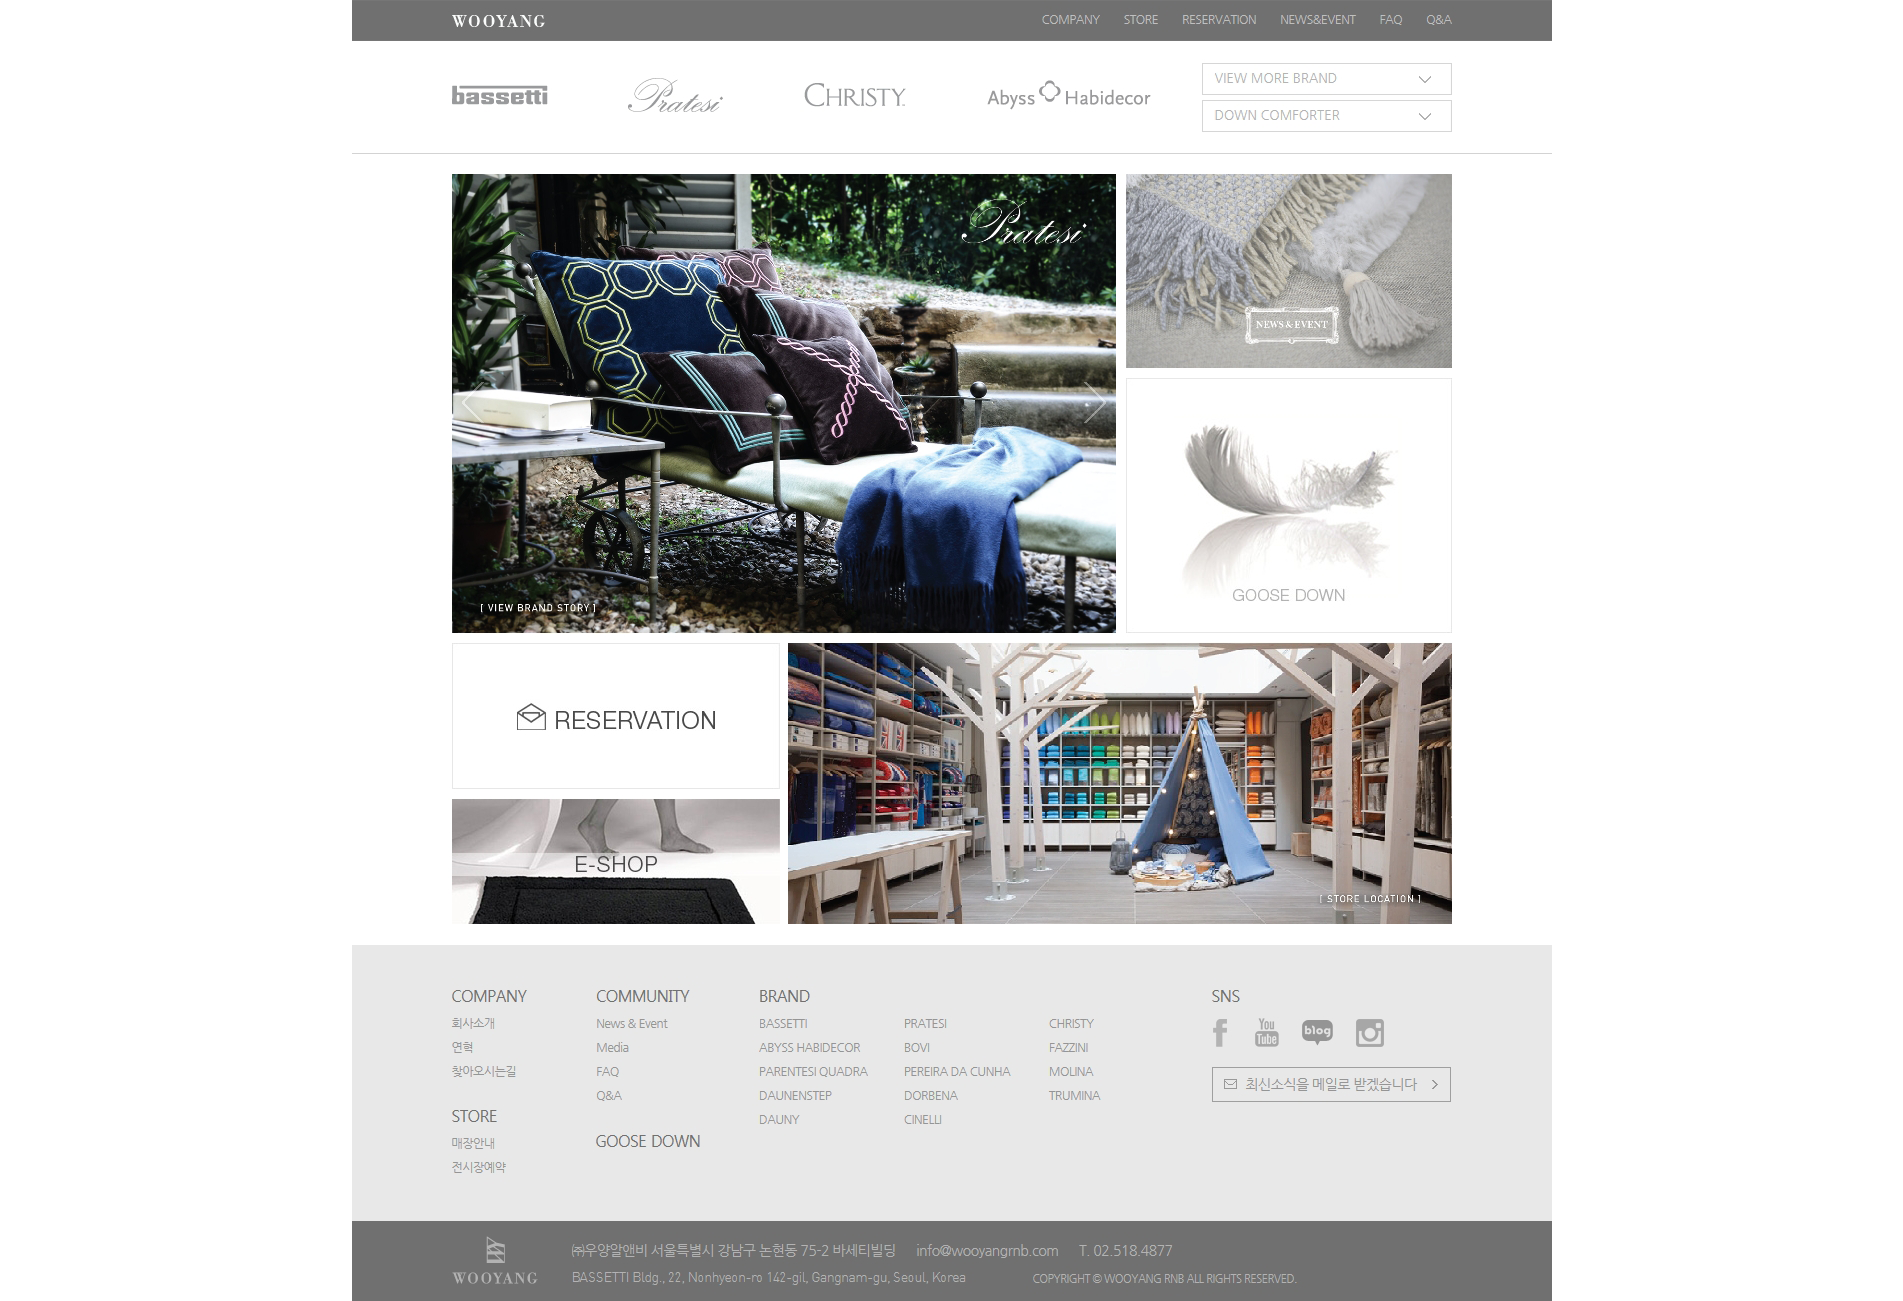 WOOYANG
COMPANY STORE RESERVATION NEWS&EVENT FAQ Q&A
bassetti
Pratesi
CHRISTY.
Abyss Habidecor
VIEW MORE BRAND
DOWN COMFORTER
Pratesi
[ VIEW BRAND STORY ]
NEWS & EVENT
GOOSE DOWN
RESERVATION
E-SHOP
[ STORE LOCATION ]
COMPANY
회사소개
연혁
찾아오시는길
STORE
매장안내
전시장예약
COMMUNITY
News & Event
Media
FAQ
Q&A
GOOSE DOWN
BRAND
BASSETTI PRATESI CHRISTY
ABYSS HABIDECOR BOVI FAZZINI
PARENTESI QUADRA PEREIRA DA CUNHA MOLINA
DAUNENSTEP DORBENA TRUMINA
DAUNY CINELLI
SNS
You Tube blog
최신소식을 메일로 받겠습니다
WOOYANG
㈜우양알앤비 서울특별시 강남구 논현동 75-2 바세티빌딩 info@wooyangrnb.com T. 02.518.4877
BASSETTI Bldg., 22, Nonhyeon-ro 142-gil, Gangnam-gu, Seoul, Korea COPYRIGHT © WOOYANG RNB ALL RIGHTS RESERVED.